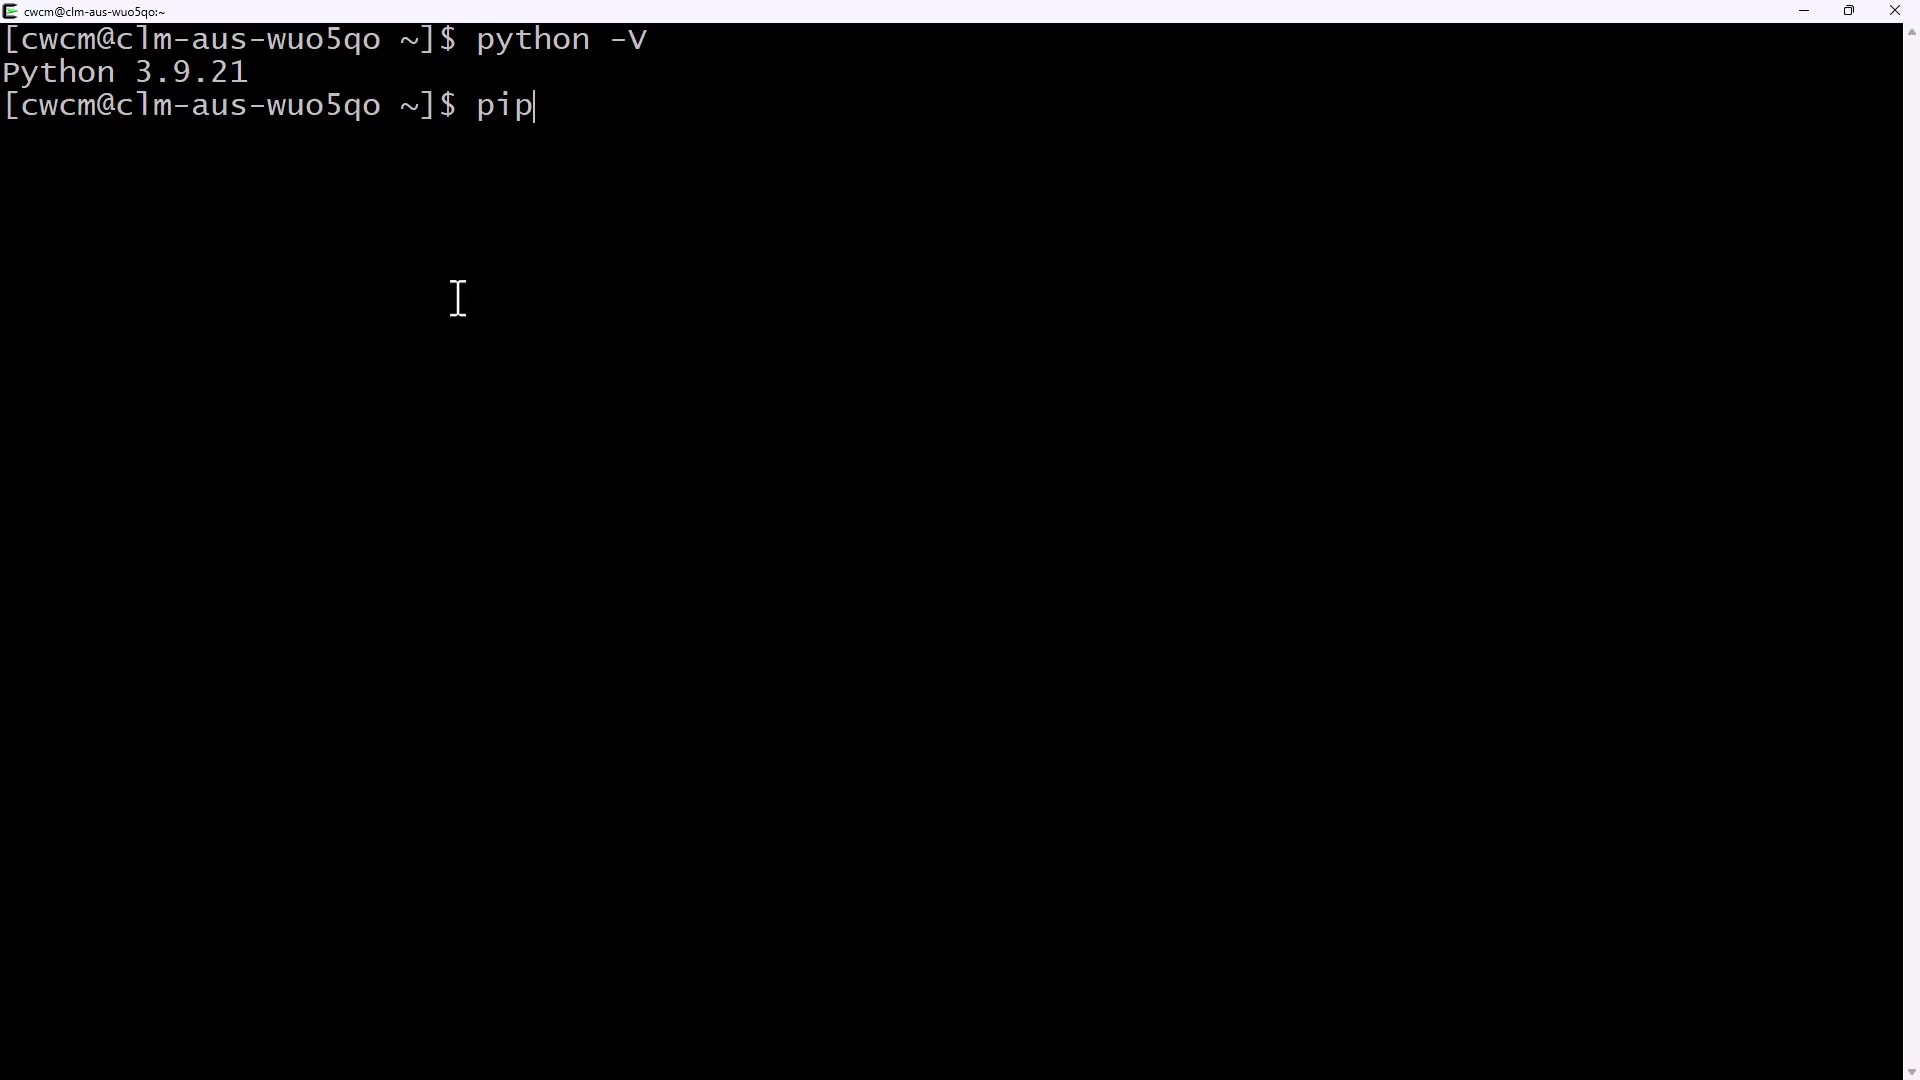 cwcm@clm-aus-wuo5qo:~
[cwcm@clm-aus-wuo5qo ~]$ python -V
Python 3.9.21
[cwcm@clm-aus-wuo5qo ~]$ pip